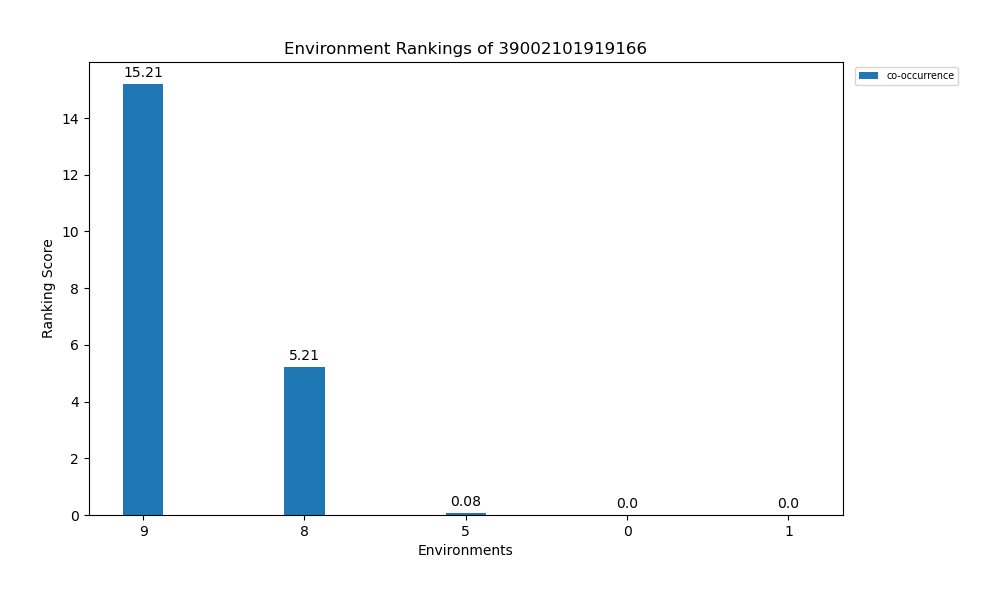 Environment Rankings of 39002101919166
co-occurrence
15.21
5.21
0.08
0.0
0.0
14
12
10
8
6
4
2
0
Ranking Score
9 8 5 0 1
Environments